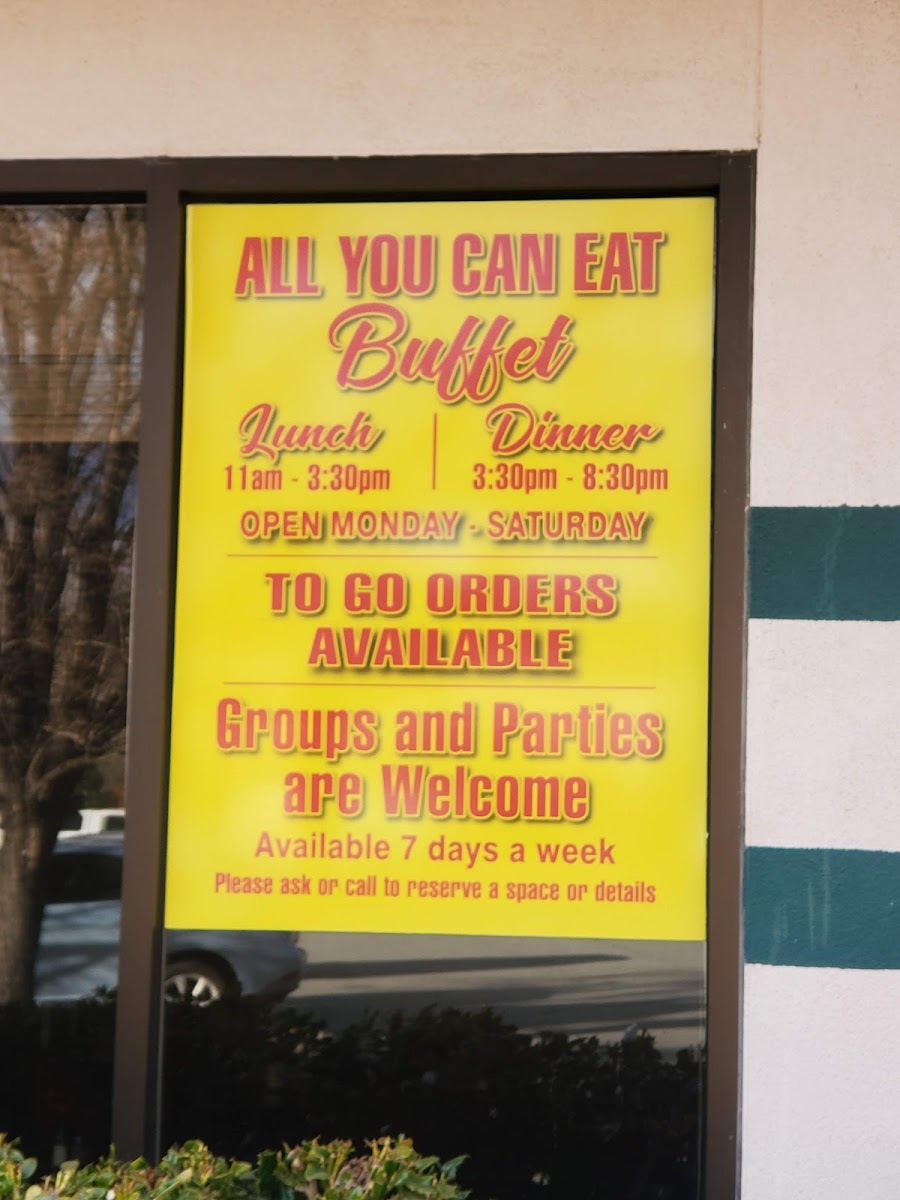 ALL YOU CAN EAT
Buffet
Lunch
11am - 3:30pm
Dinner
3:30pm - 8:30pm
OPEN MONDAY - SATURDAY
TO GO ORDERS
AVAILABLE
Groups and Parties
are Welcome
Available 7 days a week
Please ask or call to reserve a space or details